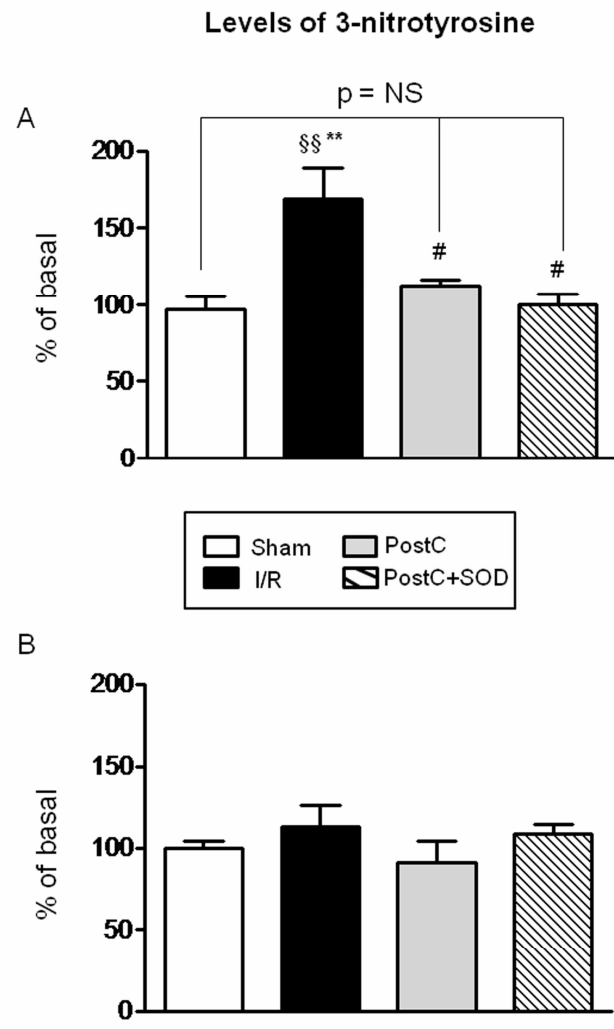 Levels of 3-nitrotyrosine
p = NS
A
§§ **
# #
200
150
100
50
0
% of basal
Sham PostC
I/R PostC+SOD
B
200
150
100
50
0
% of basal